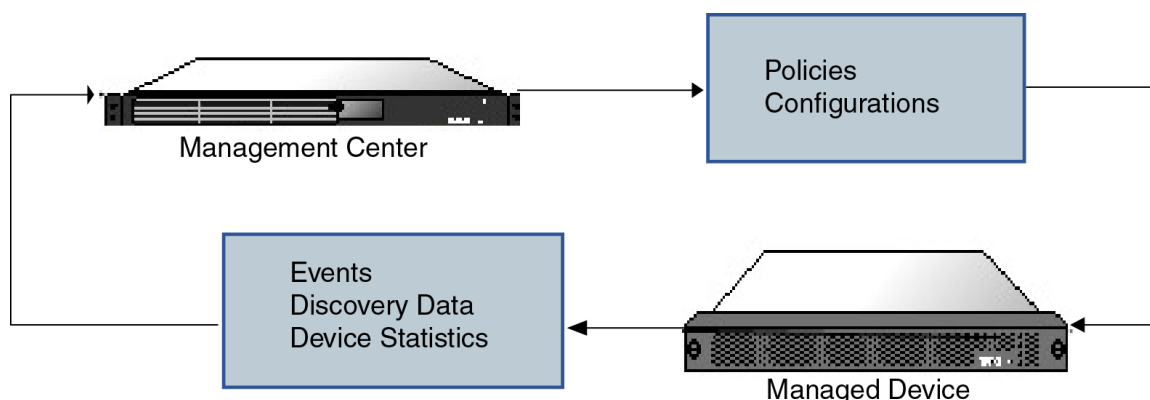 Policies
Configurations
Management Center
Events
Discovery Data
Device Statistics
Managed Device